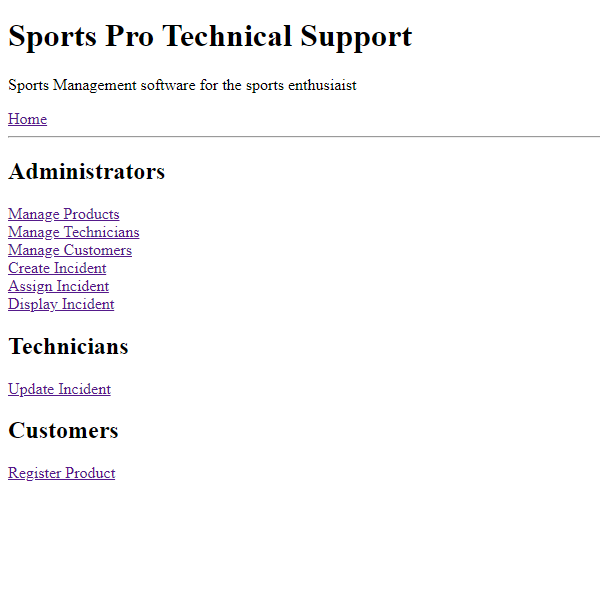 Sports Pro Technical Support
Sports Management software for the sports enthusiaist
Home
Administrators
Manage Products
Manage Technicians
Manage Customers
Create Incident
Assign Incident
Display Incident
Technicians
Update Incident
Customers
Register Product